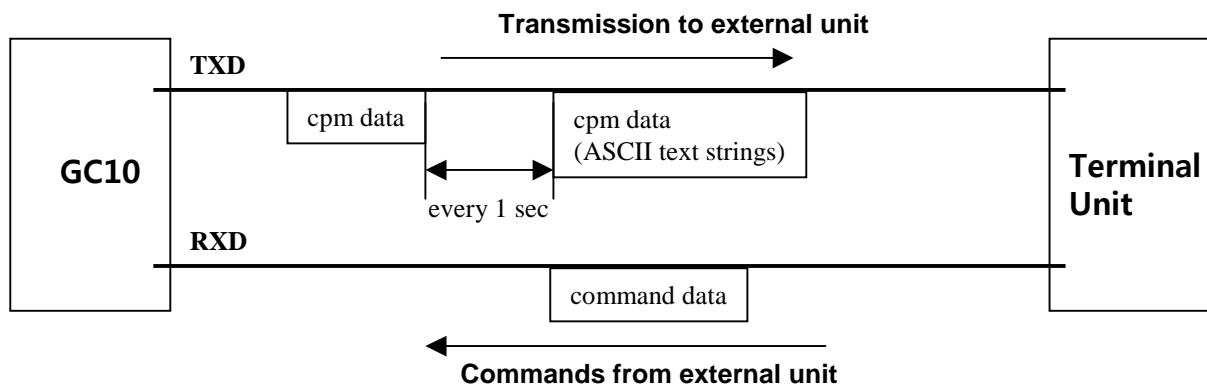 Transmission to external unit
TXD
cpm data
cpm data
(ASCII text strings)
GC10
Terminal
Unit
every 1 sec
RXD
command data
Commands from external unit